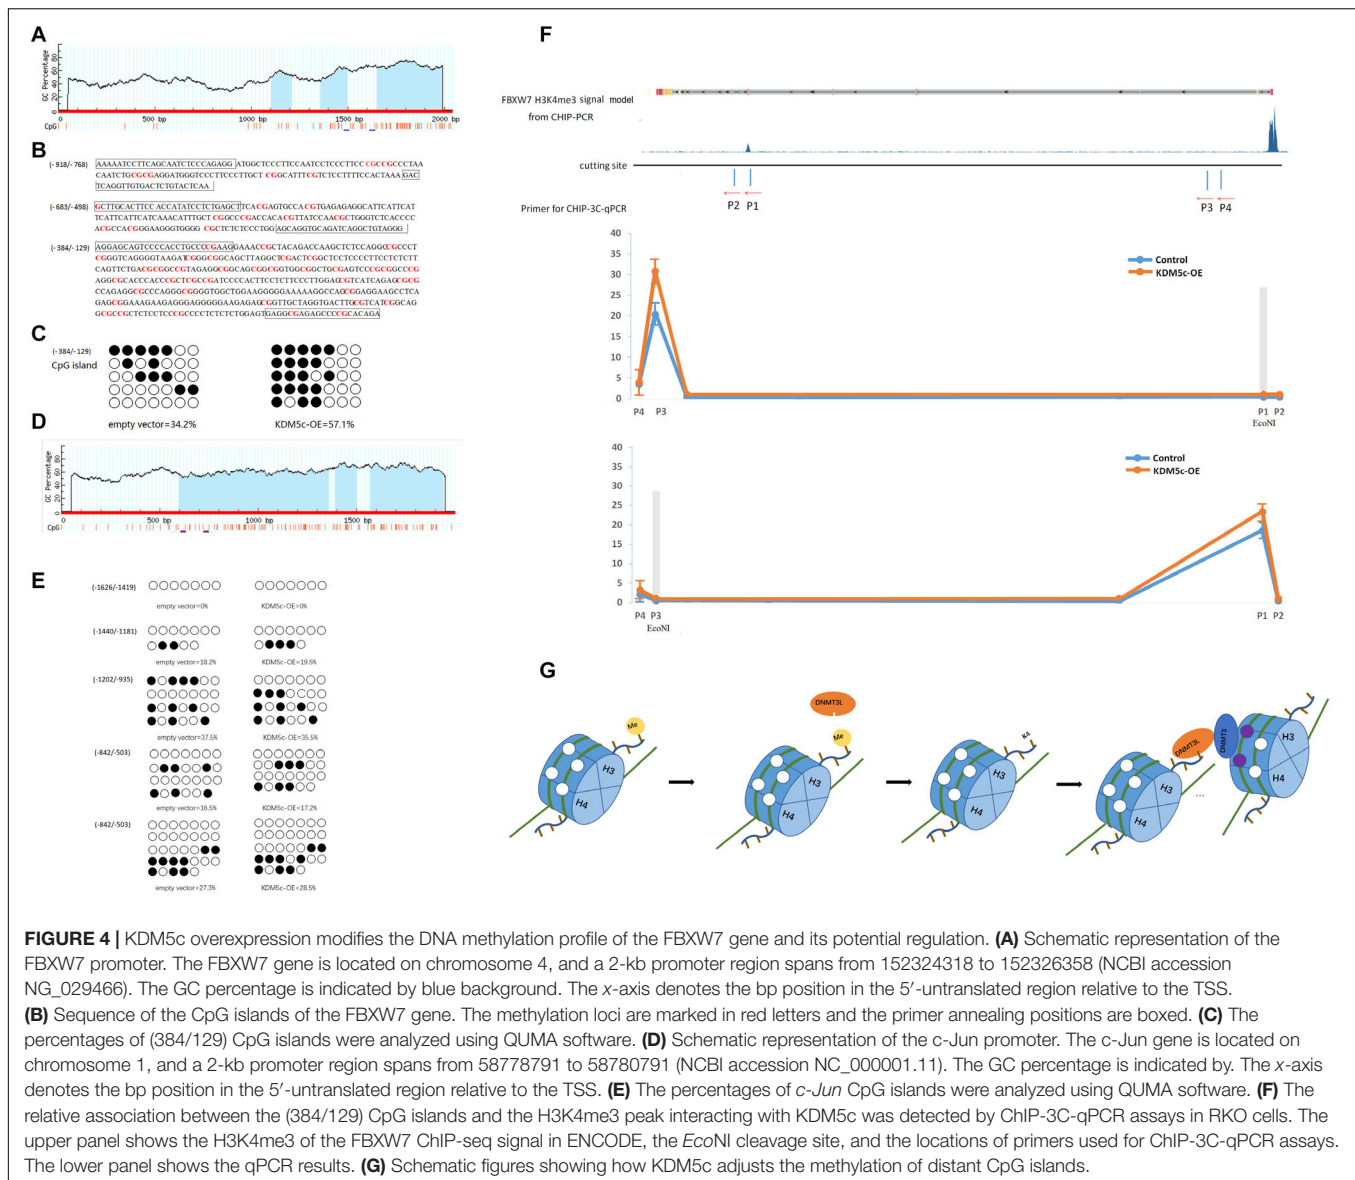 A
GC Percentage
0 20 40 60 80
0 500 bp 1000 bp 1500 bp 2000 bp
CpG
B
(-918/-768) AAAAATCCTTCAGCAATCTCCCAGAGG ATGGCTCCCTTCCAATCCTCCCTTCC CGCCGCCCTAA
CAATCTGCGCGAGGATGGGTCCCTTCCCTTGCT CGGCATTTCGTCTCCTTTTCCACTAAA GAC
TCAGGTTGTGACTCTGTACTCAA
(-683/-498) GCTTGCACTTCCACCATATCCTCTGAGCT TCACGAGTGCCACGTGAGAGAGGCATTCATTCAT
TCATTCATTCATCAAACATTTGCT CGGCCCGACCACACGTTATCCAACGCTGGGTCTCACCCC
ACGCCACGGGAAGGGTGGGG CGCTCTCTCCCTGG AGCAGGTGCAGATCAGGCTGTAGGG
(-384/-129) AGGAGCAGTCCCCACCTGCCCCGAAG GAAACCGCTACAGACCAAGCTCTCCAGGCCGCCCT
CGGGTCAGGGGTAAGATCGGGCGGCAGCTTAGGCTCGACTCGGCTCCTCCCCTTCCTCTCTT
CAGTTCTGACGCGGCCGTAGAGGCGGCAGCGGCGGTGGCGGCTGCGAGTCCCGCGGCCCG
AGGCGCACCCACCCGCTCGCCGATCCCCACTTCCTCTTCCCTTGGAGCGTCATCAGAGCGCG
CCAGAGGCGCCCAGGGCGGGGTGGCTGGAAGGGGGAAAAAGGCCAGCGGAGGAAGCCTCA
GAGCGGAAAGAAGAGGGAGGGGGAAGAGAGCGGTTGCTAGGTGACTTGCGTCATCGGCAG
GCGCCGCTCTCCTCCCGCCCCTCTCTCTGGAGTGAGGCGAGAGCCCCGCACAGA
C
(-384/-129)
CpG island
empty vector=34.2% KDM5c-OE=57.1%
D
GC Percentage
0 20 40 60 80
0 500 bp 1000 bp 1500 bp
CpG
E
(-1626/-1419)
empty vector=0% KDM5c-OE=0%
(-1440/-1181)
empty vector=18.2% KDM5c-OE=19.5%
(-1202/-935)
empty vector=37.5% KDM5c-OE=35.5%
(-842/-503)
empty vector=16.5% KDM5c-OE=17.2%
(-842/-503)
empty vector=27.3% KDM5c-OE=28.5%
F
FBXW7 H3K4me3 signal model
from CHIP-PCR
cutting site
Primer for CHIP-3C-qPCR
P2 P1 P3 P4
40
35
30
25
20
15
10
5
0
Control
KDM5c-OE
P4 P3 P1 P2
EcoNI
40
35
30
25
20
15
10
5
0
Control
KDM5c-OE
P4 P3 P1 P2
EcoNI
G
Me H3 H4
DNMT3L Me H3 H4
K4 H3 H4
DNMT3L DNMT3 H3 H4 ... H3 H4
FIGURE 4 | KDM5c overexpression modifies the DNA methylation profile of the FBXW7 gene and its potential regulation. (A) Schematic representation of the
FBXW7 promoter. The FBXW7 gene is located on chromosome 4, and a 2-kb promoter region spans from 152324318 to 152326358 (NCBI accession
NG_029466). The GC percentage is indicated by blue background. The x-axis denotes the bp position in the 5′-untranslated region relative to the TSS.
(B) Sequence of the CpG islands of the FBXW7 gene. The methylation loci are marked in red letters and the primer annealing positions are boxed. (C) The
percentages of (384/129) CpG islands were analyzed using QUMA software. (D) Schematic representation of the c-Jun promoter. The c-Jun gene is located on
chromosome 1, and a 2-kb promoter region spans from 58778791 to 58780791 (NCBI accession NC_000001.11). The GC percentage is indicated by. The x-axis
denotes the bp position in the 5′-untranslated region relative to the TSS. (E) The percentages of c-Jun CpG islands were analyzed using QUMA software. (F) The
relative association between the (384/129) CpG islands and the H3K4me3 peak interacting with KDM5c was detected by ChIP-3C-qPCR assays in RKO cells. The
upper panel shows the H3K4me3 of the FBXW7 ChIP-seq signal in ENCODE, the EcoNI cleavage site, and the locations of primers used for ChIP-3C-qPCR assays.
The lower panel shows the qPCR results. (G) Schematic figures showing how KDM5c adjusts the methylation of distant CpG islands.